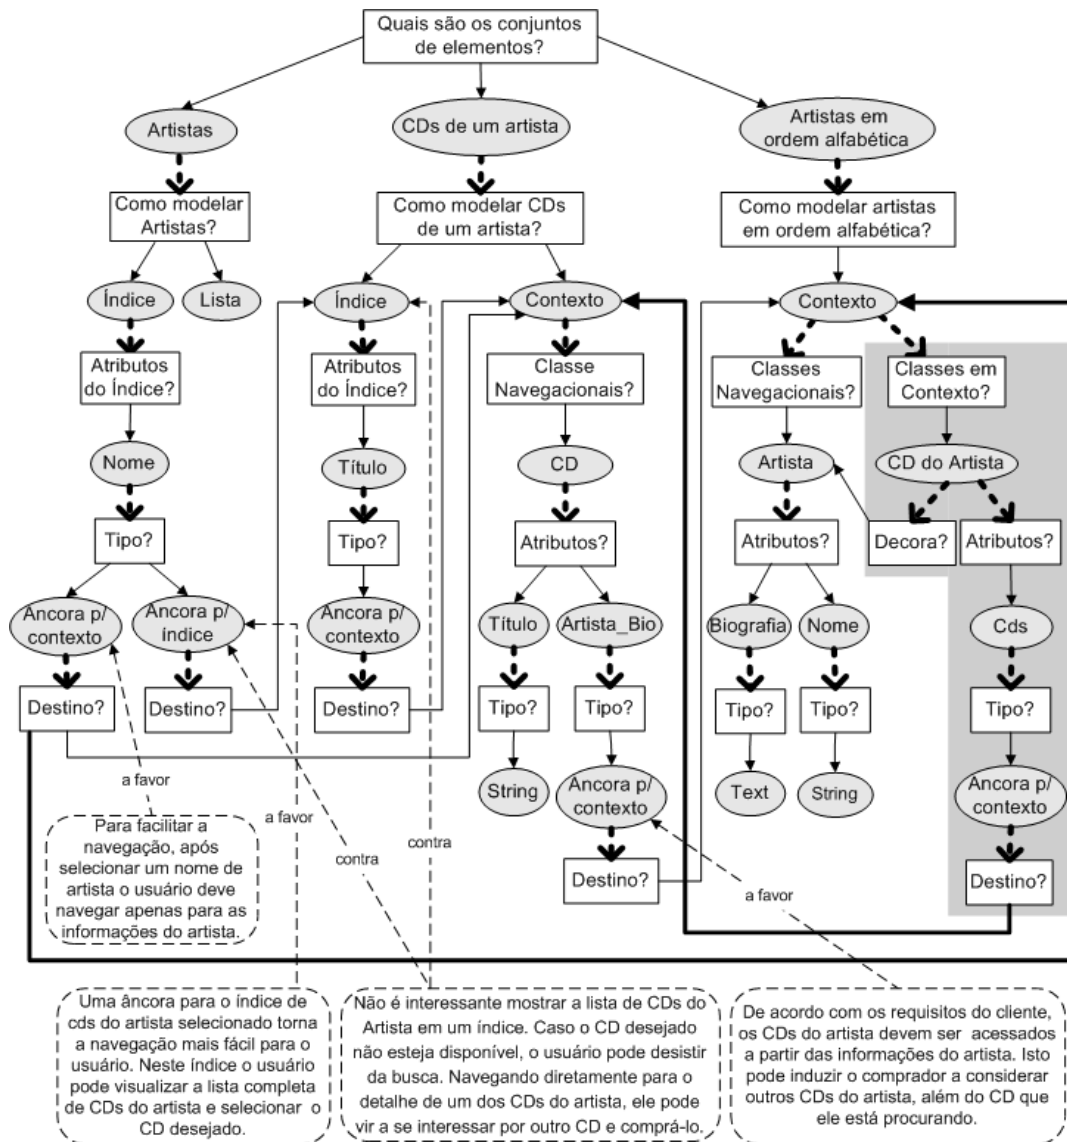 Quais são os conjuntos
de elementos?
Artistas
CDs de um artista
Artistas em
ordem alfabética
Como modelar
Artistas?
Como modelar CDs
de um artista?
Como modelar artistas
em ordem alfabética?
Índice
Lista
Índice
Contexto
Contexto
Atributos
do Índice?
Atributos
do Índice?
Classe
Navegacionais?
Classes
Navegacionais?
Classes em
Contexto?
Nome
Título
CD
Artista
CD do Artista
Tipo?
Tipo?
Atributos?
Atributos?
Decora?
Atributos?
Ancora p/
contexto
Âncora p/
índice
Ancora p/
contexto
Título
Artista_Bio
Biografia
Nome
Cds
Destino?
Destino?
Destino?
Tipo?
Tipo?
Tipo?
Tipo?
Tipo?
String
Ancora p/
contexto
Text
String
Ancora p/
contexto
Destino?
Destino?
a favor
a favor
contra
contra
a favor
Para facilitar a
navegação, após
selecionar um nome de
artista o usuário deve
navegar apenas para as
informações do artista.
Uma âncora para o índice de
cds do artista selecionado torna
a navegação mais fácil para o
usuário. Neste índice o usuário
pode visualizar a lista completa
de CDs do artista e selecionar o
CD desejado.
Não é interessante mostrar a lista de CDs do
Artista em um índice. Caso o CD desejado
não esteja disponível, o usuário pode desistir
da busca. Navegando diretamente para o
detalhe de um dos CDs do artista, ele pode
vir a se interessar por outro CD e comprá-lo.
De acordo com os requisitos do cliente,
os CDs do artista devem ser acessados
a partir das informações do artista. Isto
pode induzir o comprador a considerar
outros CDs do artista, além do CD que
ele está procurando.